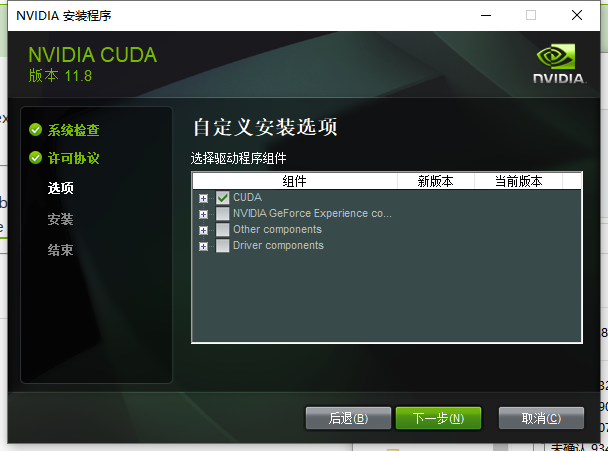 NVIDIA 安装程序
NVIDIA CUDA
版本 11.8
NVIDIA.
系统检查
许可协议
选项
安装
结束
自定义安装选项
选择驱动程序组件
组件 新版本 当前版本
CUDA
NVIDIA GeForce Experience co...
Other components
Driver components
后退(B) 下一步(N) 取消(C)